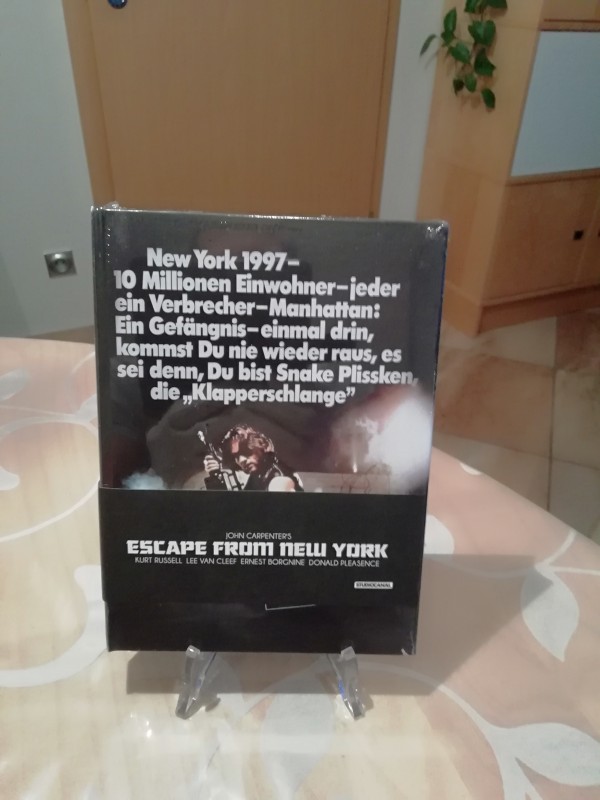 New York 1997–
10 Millionen Einwohner–jeder
ein Verbrecher–Manhattan:
Ein Gefängnis–einmal drin,
kommst Du nie wieder raus, es
sei denn, Du bist Snake Plissken,
die „Klapperschlange”
JOHN CARPENTER'S
ESCAPE FROM NEW YORK
KURT RUSSELL LEE VAN CLEEF ERNEST BORGNINE DONALD PLEASENCE
STUDIOCANAL